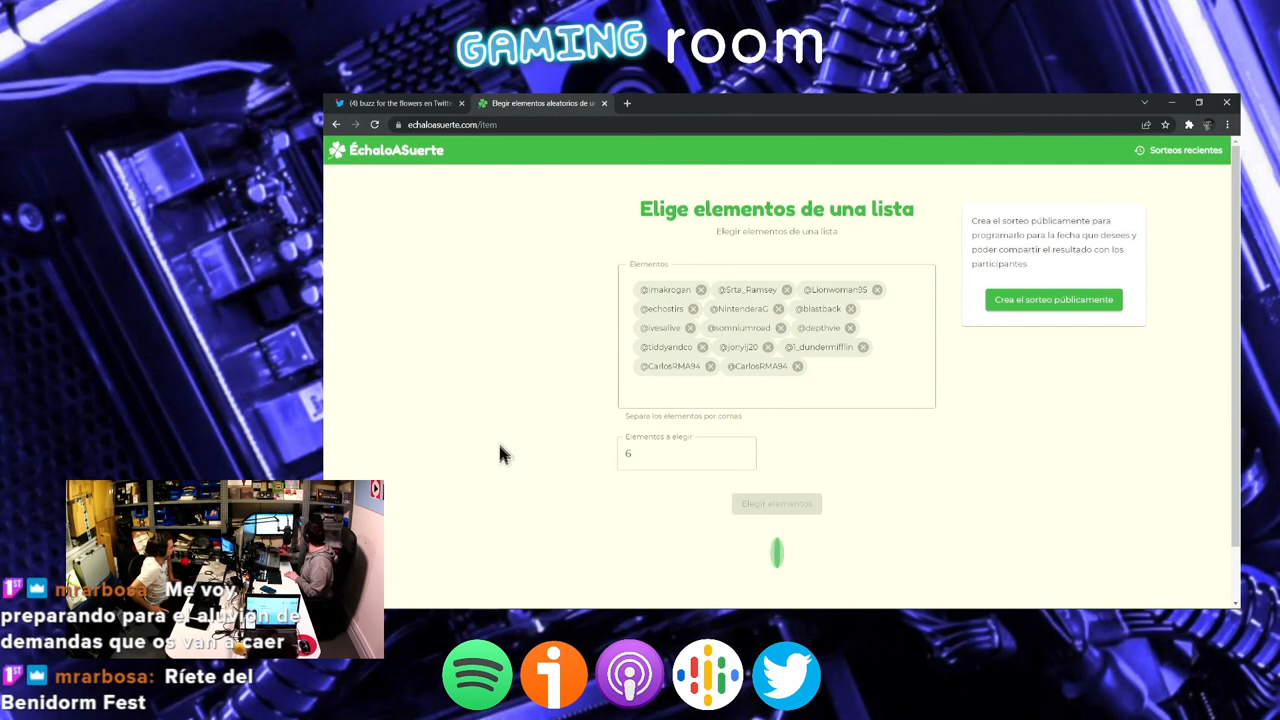 GAMING room
(4) buzz for the flowers en Twitte
Elegir elementos aleatorios de un
echaloasuerte.com/item
ÉchaloASuerte
Sorteos recientes
Elige elementos de una lista
Elegir elementos de una lista
Elementos
@imakrogan @Srta_Ramsey @Lionwoman95
@echostirs @NintenderaG @blastback
@ivesalive @somniumroad @depthvie
@tiddyandco @jonyij20 @1_dundermifflin
@CarlosRMA94 @CarlosRMA94
Separa los elementos por comas
Elementos a elegir
6
Elegir elementos
Crea el sorteo públicamente para
programarlo para la fecha que desees y
poder compartir el resultado con los
participantes
Crea el sorteo públicamente
mrarbosa: Me voy
preparando para el aluvión de
demandas que os van a caer
mrarbosa: Ríete del
Benidorm Fest